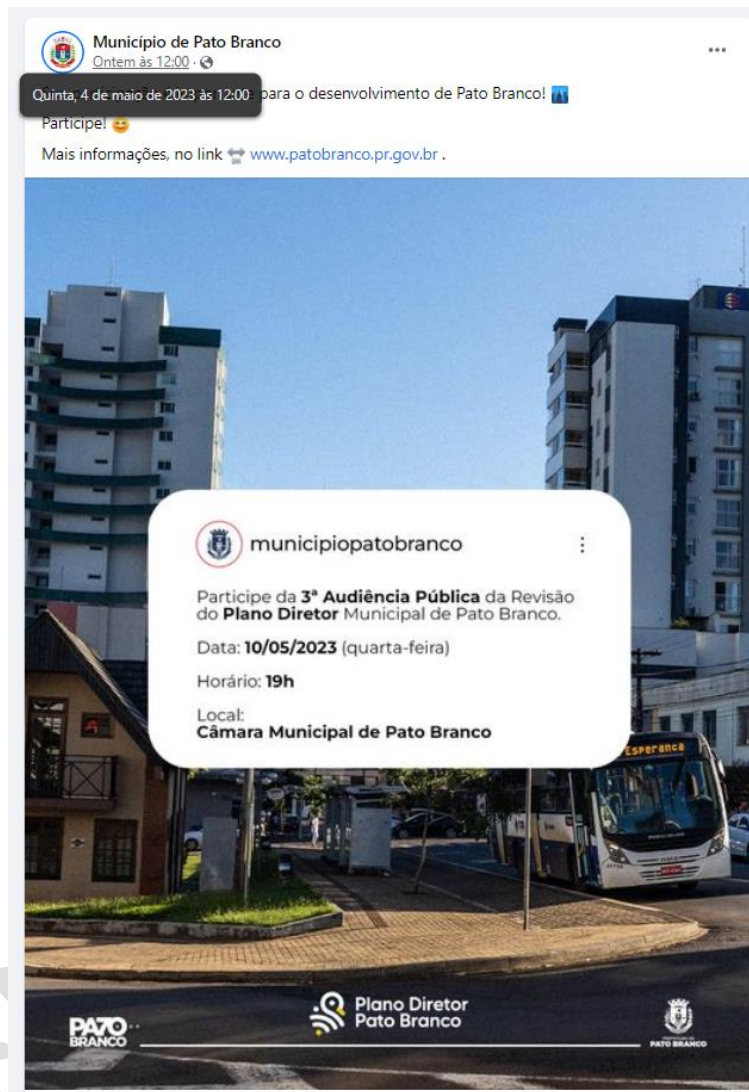 Município de Pato Branco
Ontem às 12:00
Quinta, 4 de maio de 2023 às 12:00 para o desenvolvimento de Pato Branco!
Participe!
Mais informações, no link www.patobranco.pr.gov.br .
municipiopatobranco
Participe da 3ª Audiência Pública da Revisão
do Plano Diretor Municipal de Pato Branco.
Data: 10/05/2023 (quarta-feira)
Horário: 19h
Local:
Câmara Municipal de Pato Branco
Esperança
PATO
BRANCO
Plano Diretor
Pato Branco
PATO BRANCO